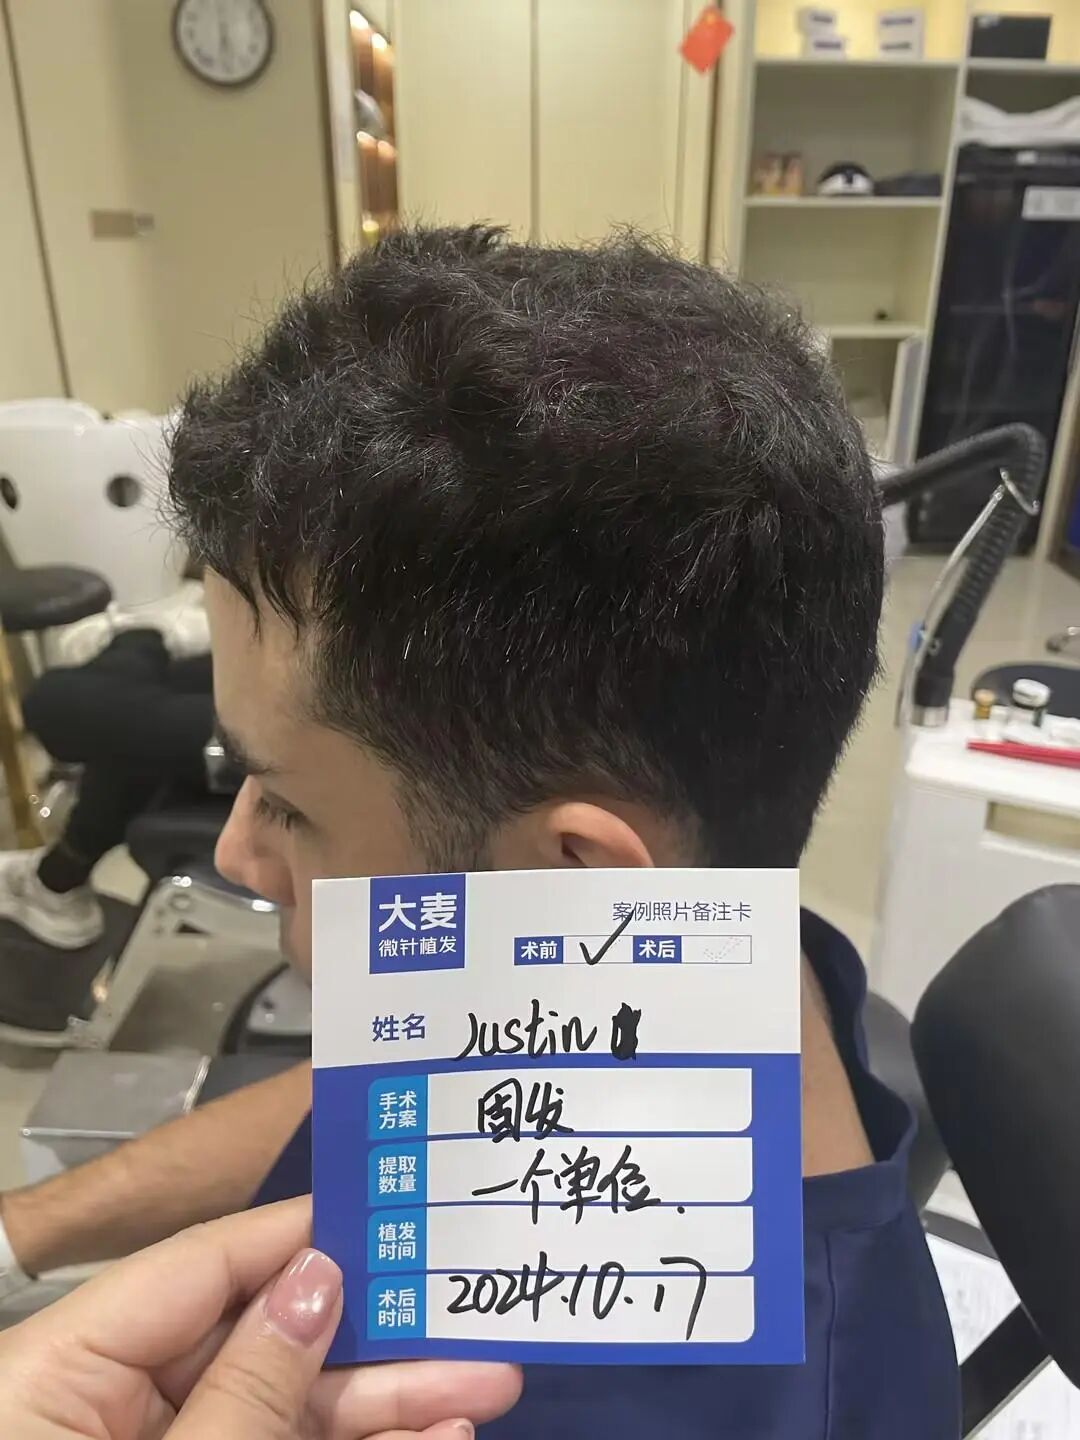 大麦
微针植发
案例照片备注卡
术前 ✓ 术后
姓名 Justin
手术方案 固发
提取数量 一个单位.
植发时间
术后时间 2024.10.17